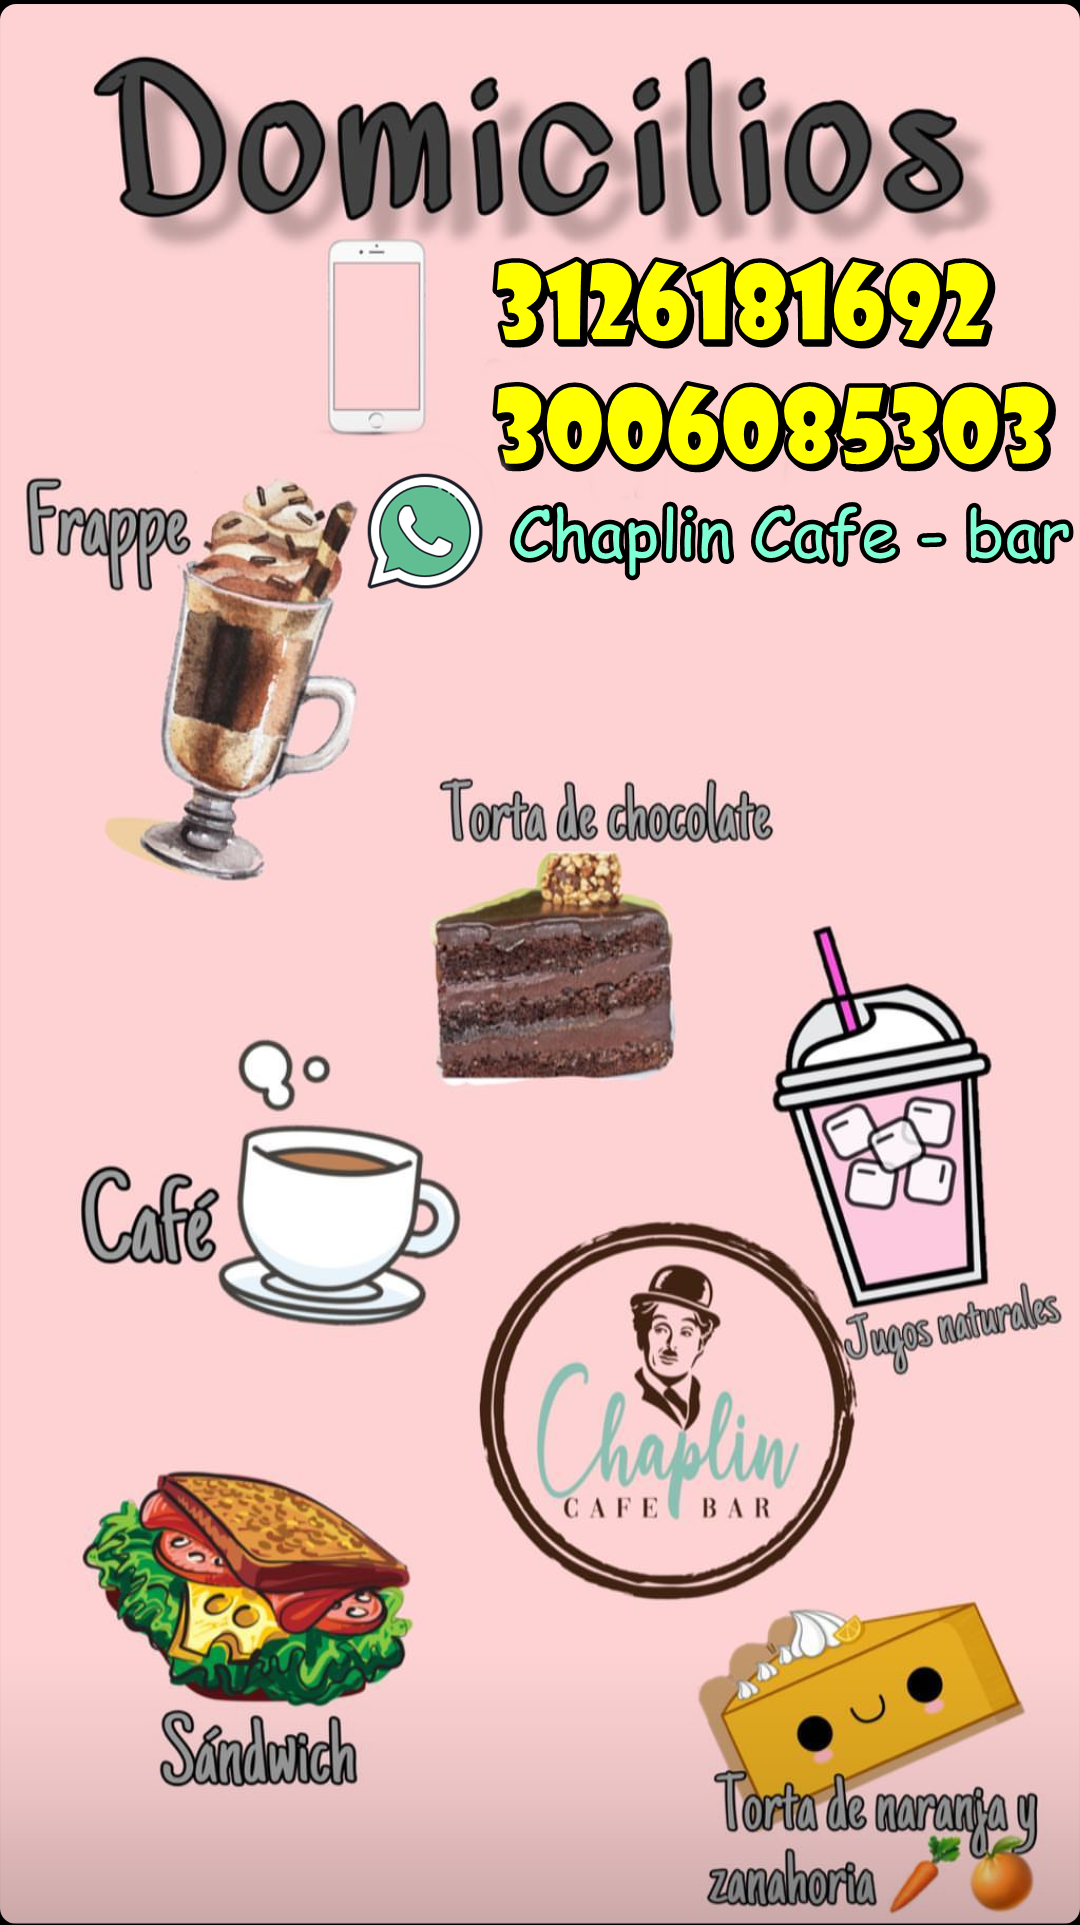 Domicilios
3126181692
3006085303
Frappe
Chaplin Cafe - bar
Torta de chocolate
Café
Jugos naturales
Chaplin
CAFE BAR
Sándwich
Torta de naranja y
zanahoria